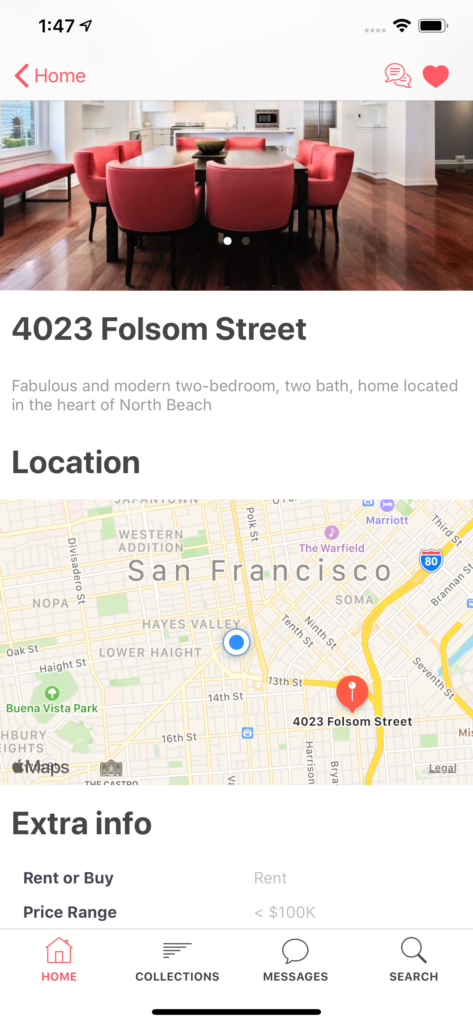 1:47
Home
4023 Folsom Street
Fabulous and modern two-bedroom, two bath, home located
in the heart of North Beach
Location
JAPANTOWN
Polk St
Marriott
Third St
WESTERN
ADDITION
The Warfield
80
Divisadero St
San Francisco
Brannan St
NOPA
SOMA
HAYES VALLEY
Tenth St
Ninth St
Oak St
LOWER HAIGHT
Haight St
Seventh St
13th St
14th St
Buena Vista Park
4023 Folsom Street
16th St
HBURY
EIGHTS
Harrison
Brya
Mis
Maps
Legal
THE CASTRO
Va
Extra info
Rent or Buy Rent
Price Range < $100K
HOME COLLECTIONS MESSAGES SEARCH